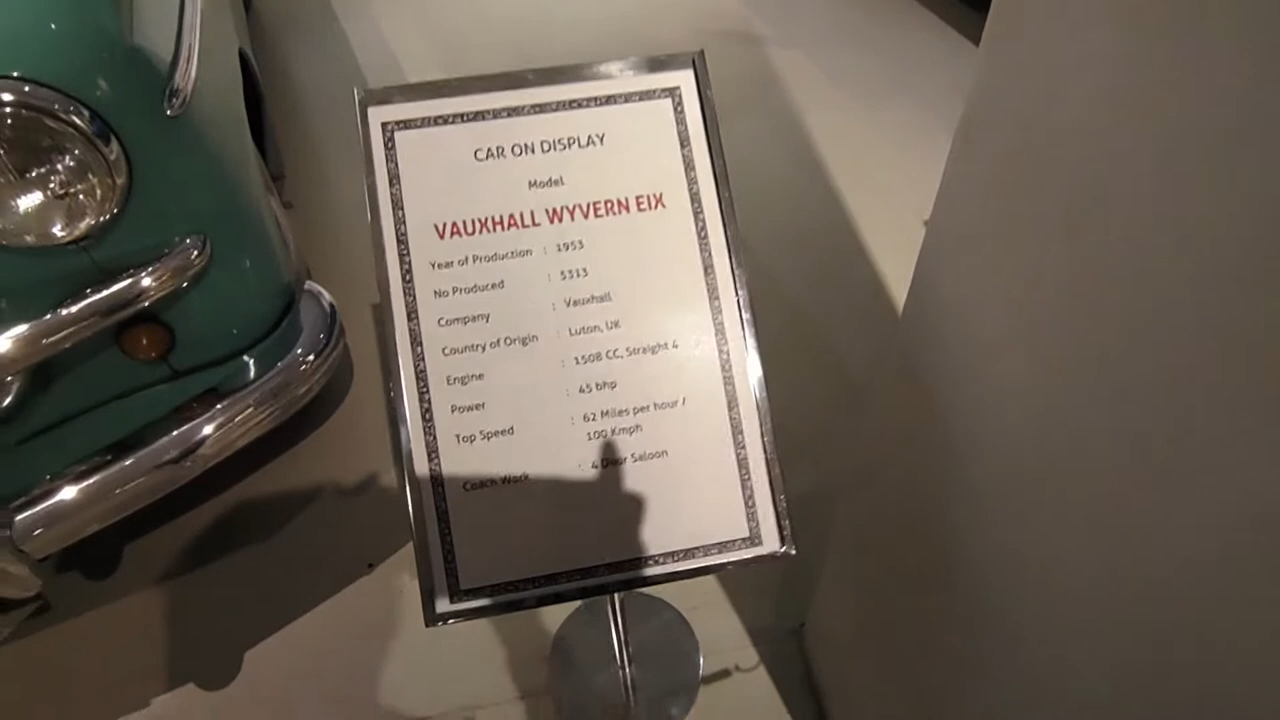 CAR ON DISPLAY
Model
VAUXHALL WYVERN EIX
Year of Production : 1953
No Produced : 5313
Company : Vauxhall
Country of Origin : Luton, UK
Engine : 1508 CC, Straight 4
Power : 45 bhp
Top Speed : 62 Miles per hour /
100 Kmph
Coach Work : 4 Door Saloon